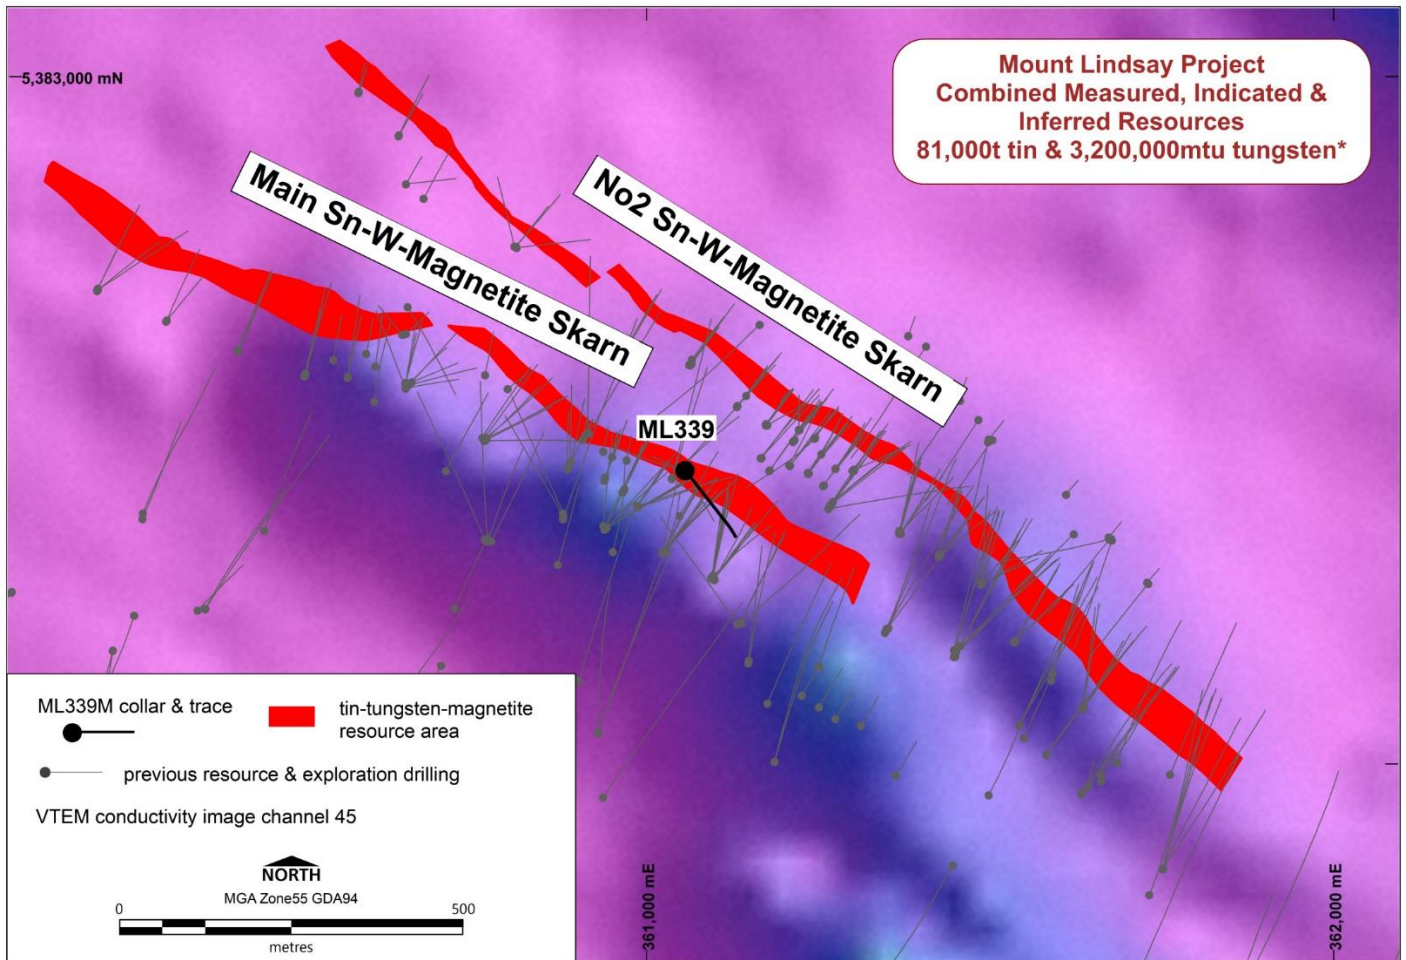 5,383,000 mN
Mount Lindsay Project
Combined Measured, Indicated &
Inferred Resources
81,000t tin & 3,200,000mtu tungsten*
Main Sn-W-Magnetite Skarn
No2 Sn-W-Magnetite Skarn
ML339
ML339M collar & trace
tin-tungsten-magnetite
resource area
previous resource & exploration drilling
VTEM conductivity image channel 45
NORTH
MGA Zone55 GDA94
0 500
metres
361,000 mE
362,000 mE